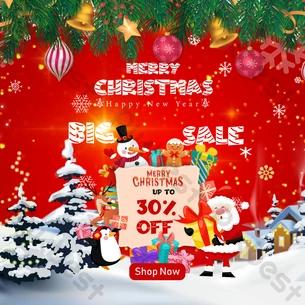 MERRY
CHRISTMAS
Happy New Year
BIG SALE
MERRY
CHRISTMAS
UP TO
30%
OFF
Shop Now